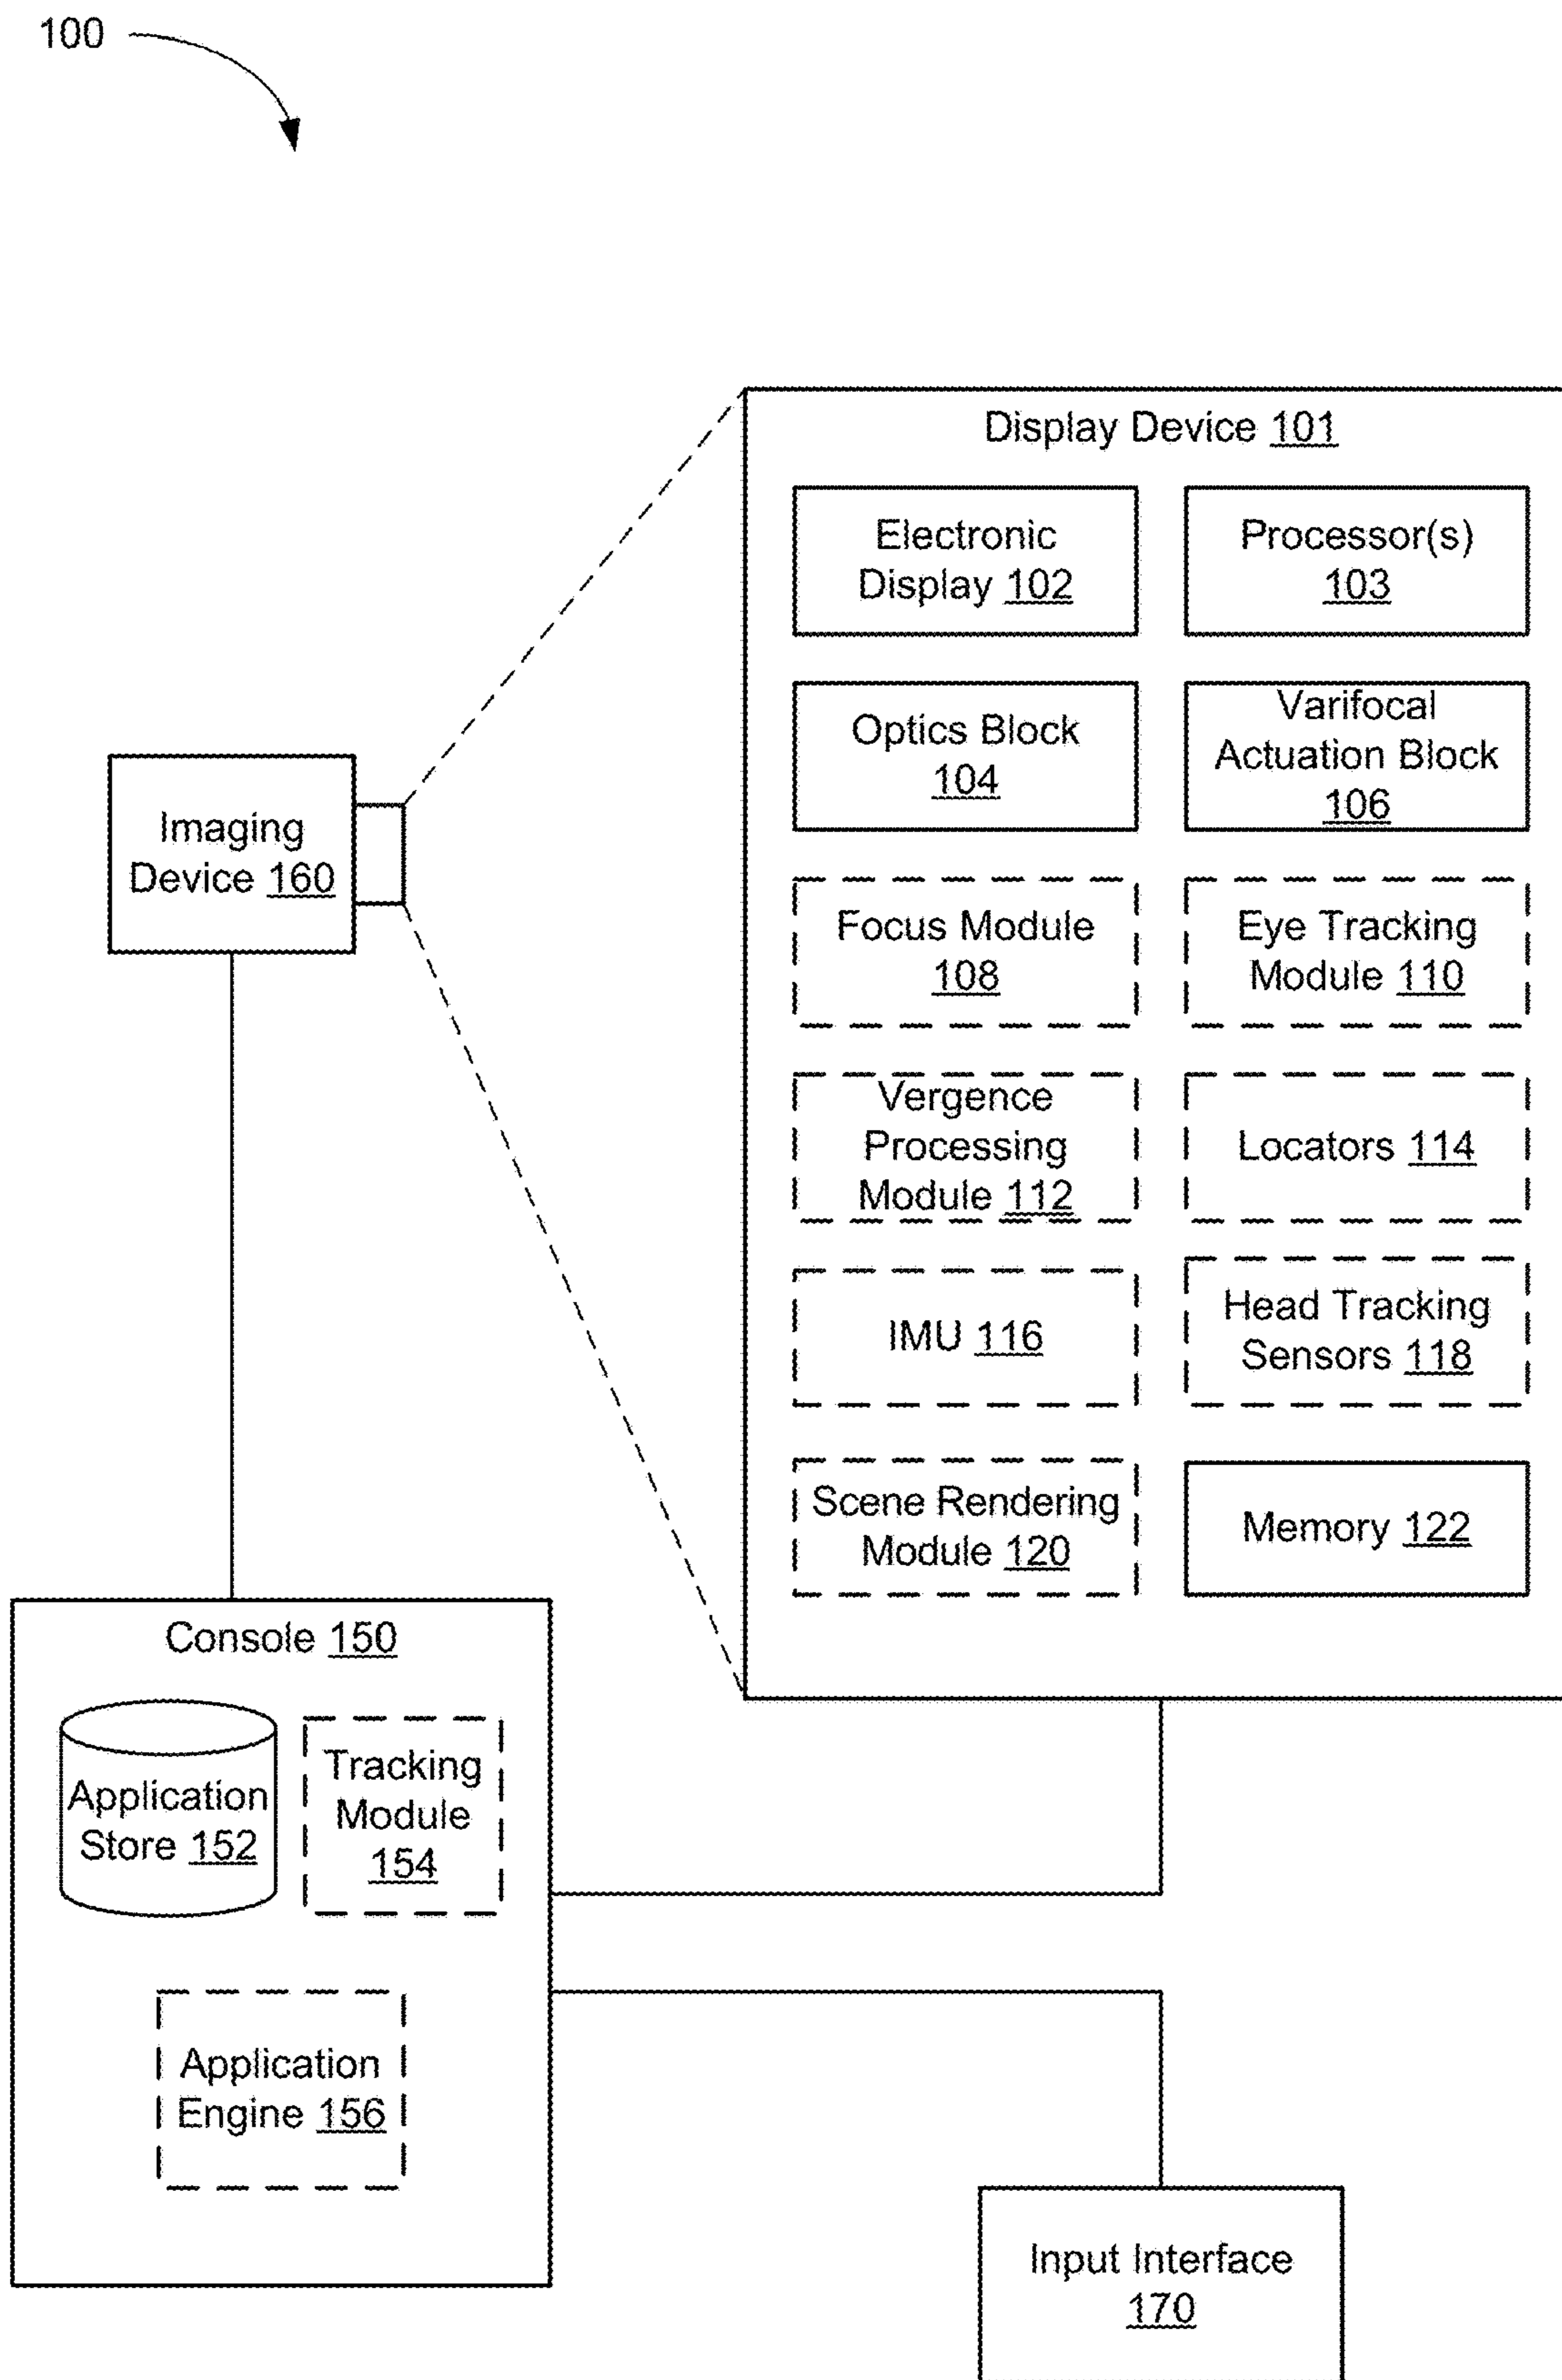 100
Display Device 101
Electronic
Display 102
Processor(s)
103
Optics Block
104
Varifocal
Actuation Block
106
Imaging
Device 160
Focus Module
108
Eye Tracking
Module 110
Vergence
Processing
Module 112
Locators 114
IMU 116
Head Tracking
Sensors 118
Scene Rendering
Module 120
Memory 122
Console 150
Application
Store 152
Tracking
Module
154
Application
Engine 156
Input Interface
170